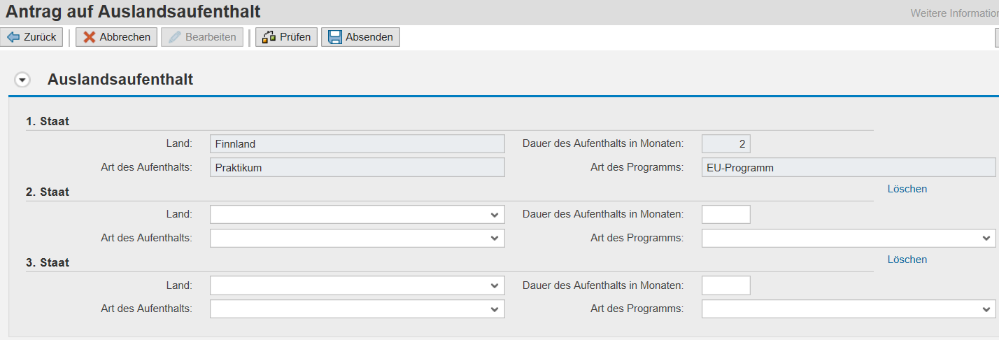 Antrag auf Auslandsaufenthalt
Weitere Information
Zurück Abbrechen Bearbeiten Prüfen Absenden
Auslandsaufenthalt
1. Staat
Land: Finnland Dauer des Aufenthalts in Monaten: 2
Art des Aufenthalts: Praktikum Art des Programms: EU-Programm
2. Staat Löschen
Land: Dauer des Aufenthalts in Monaten:
Art des Aufenthalts: Art des Programms:
3. Staat Löschen
Land: Dauer des Aufenthalts in Monaten:
Art des Aufenthalts: Art des Programms: